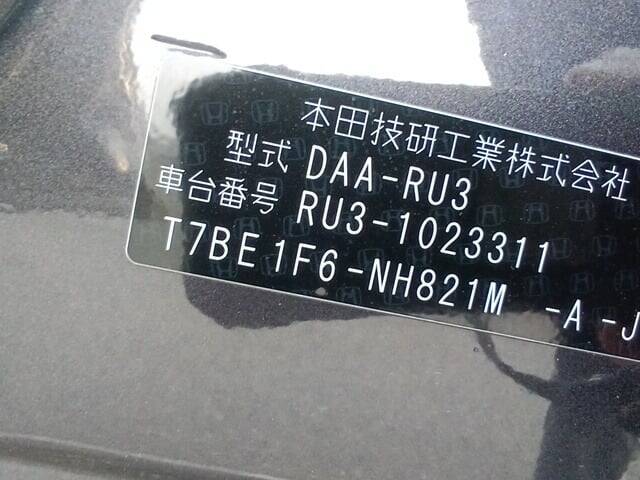 本田技研工業株式会社
型式 DAA-RU3
車台番号 RU3-1023311
T7BE1F6-NH821M -A-J